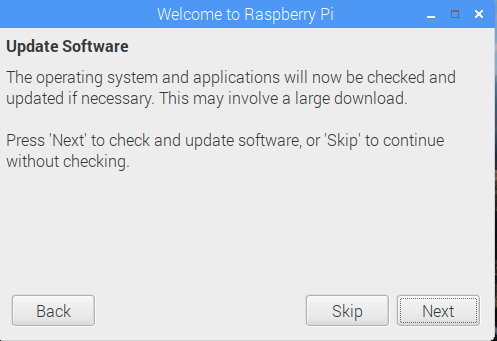 Welcome to Raspberry Pi
Update Software
The operating system and applications will now be checked and
updated if necessary. This may involve a large download.
Press 'Next' to check and update software, or 'Skip' to continue
without checking.
Back
Skip
Next